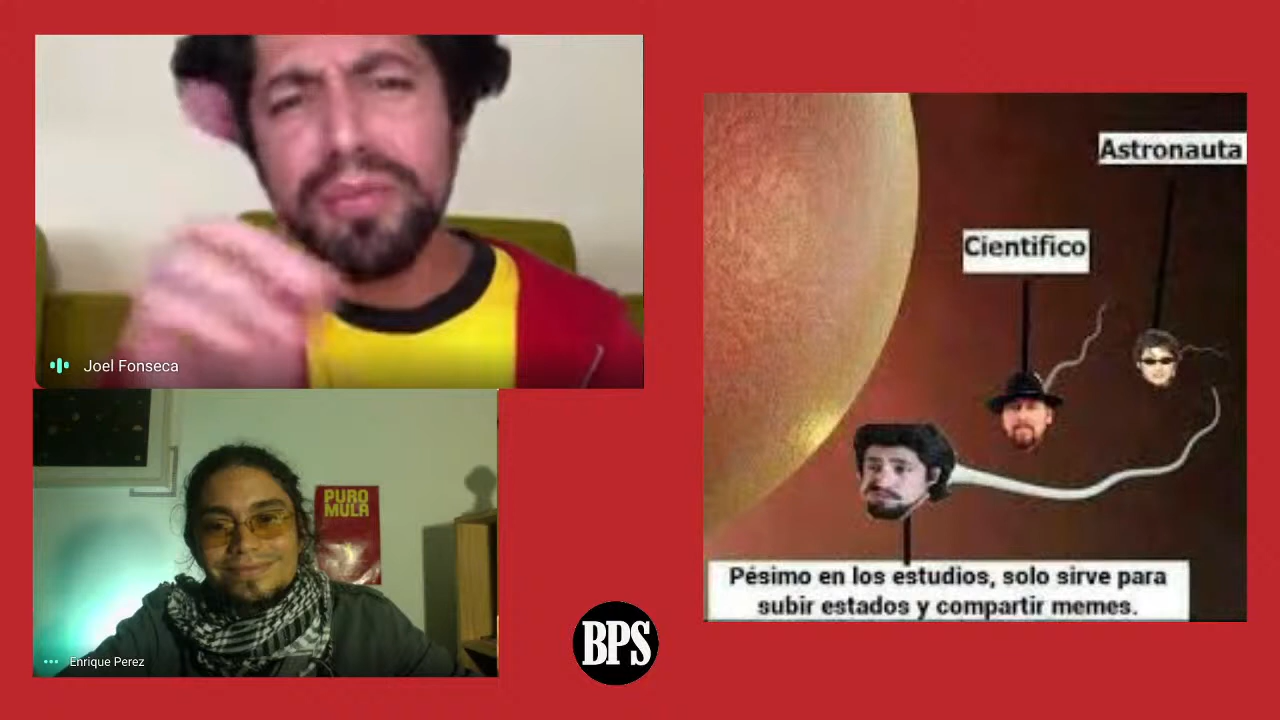 Joel Fonseca
PURO
MULA
Enrique Perez
BPS
Astronauta
Cientifico
Pésimo en los estudios, solo sirve para
subir estados y compartir memes.